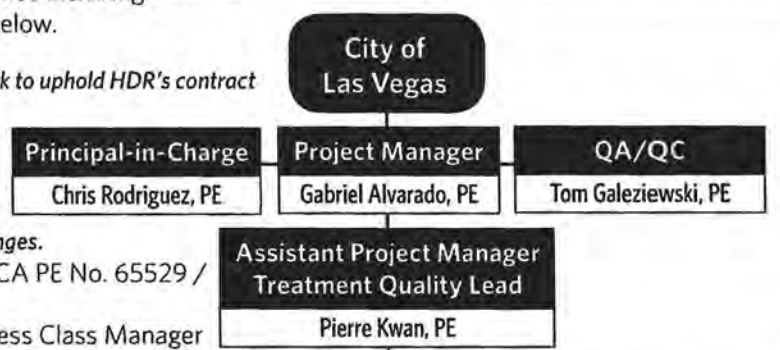 elow.
k to uphold HDR's contract
City of
Las Vegas
Principal-in-Charge
Chris Rodriguez, PE
Project Manager
Gabriel Alvarado, PE
QA/QC
Tom Galeziewski, PE
nges.
CA PE No. 65529 /
ess Class Manager
Assistant Project Manager
Treatment Quality Lead
Pierre Kwan, PE